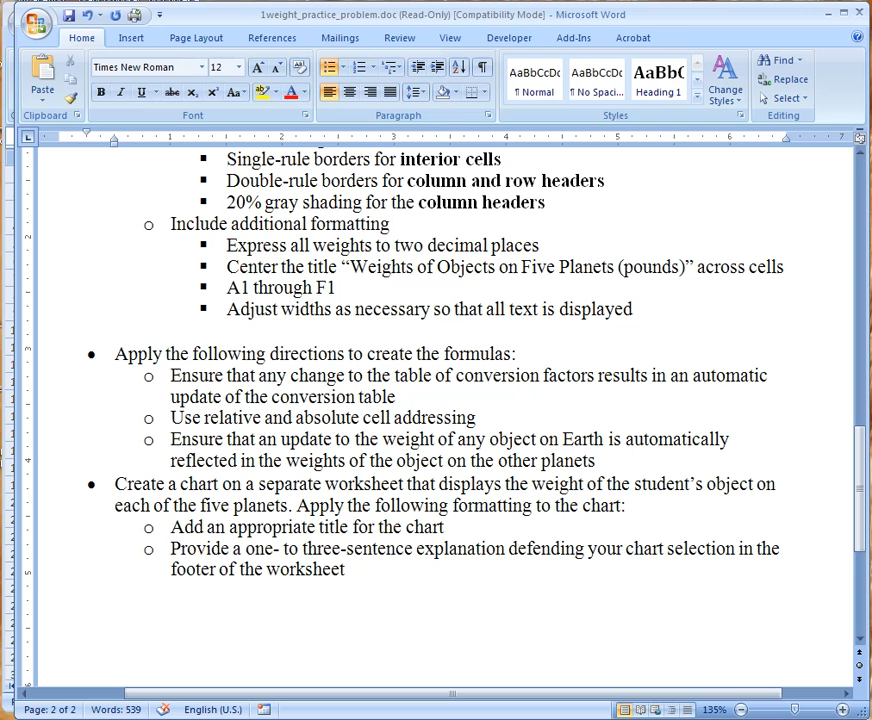 1weight_practice_problem.doc (Read-Only) [Compatibility Mode] - Microsoft Word
Home Insert Page Layout References Mailings Review View Developer Add-Ins Acrobat
Times New Roman 12
Paste
B I U abc x₂ x² Aa
AaBbCcDc AaBbCcDc AaBbC
¶ Normal ¶ No Spaci... Heading 1
Change Styles
Find
Replace
Select
Clipboard Font Paragraph Styles Editing
1 2 3 4 5 6 7
Single-rule borders for interior cells
Double-rule borders for column and row headers
20% gray shading for the column headers
o Include additional formatting
Express all weights to two decimal places
Center the title “Weights of Objects on Five Planets (pounds)” across cells
A1 through F1
Adjust widths as necessary so that all text is displayed
Apply the following directions to create the formulas:
o Ensure that any change to the table of conversion factors results in an automatic
update of the conversion table
o Use relative and absolute cell addressing
o Ensure that an update to the weight of any object on Earth is automatically
reflected in the weights of the object on the other planets
Create a chart on a separate worksheet that displays the weight of the student’s object on
each of the five planets. Apply the following formatting to the chart:
o Add an appropriate title for the chart
o Provide a one- to three-sentence explanation defending your chart selection in the
footer of the worksheet
Page: 2 of 2 Words: 539 English (U.S.) 135%